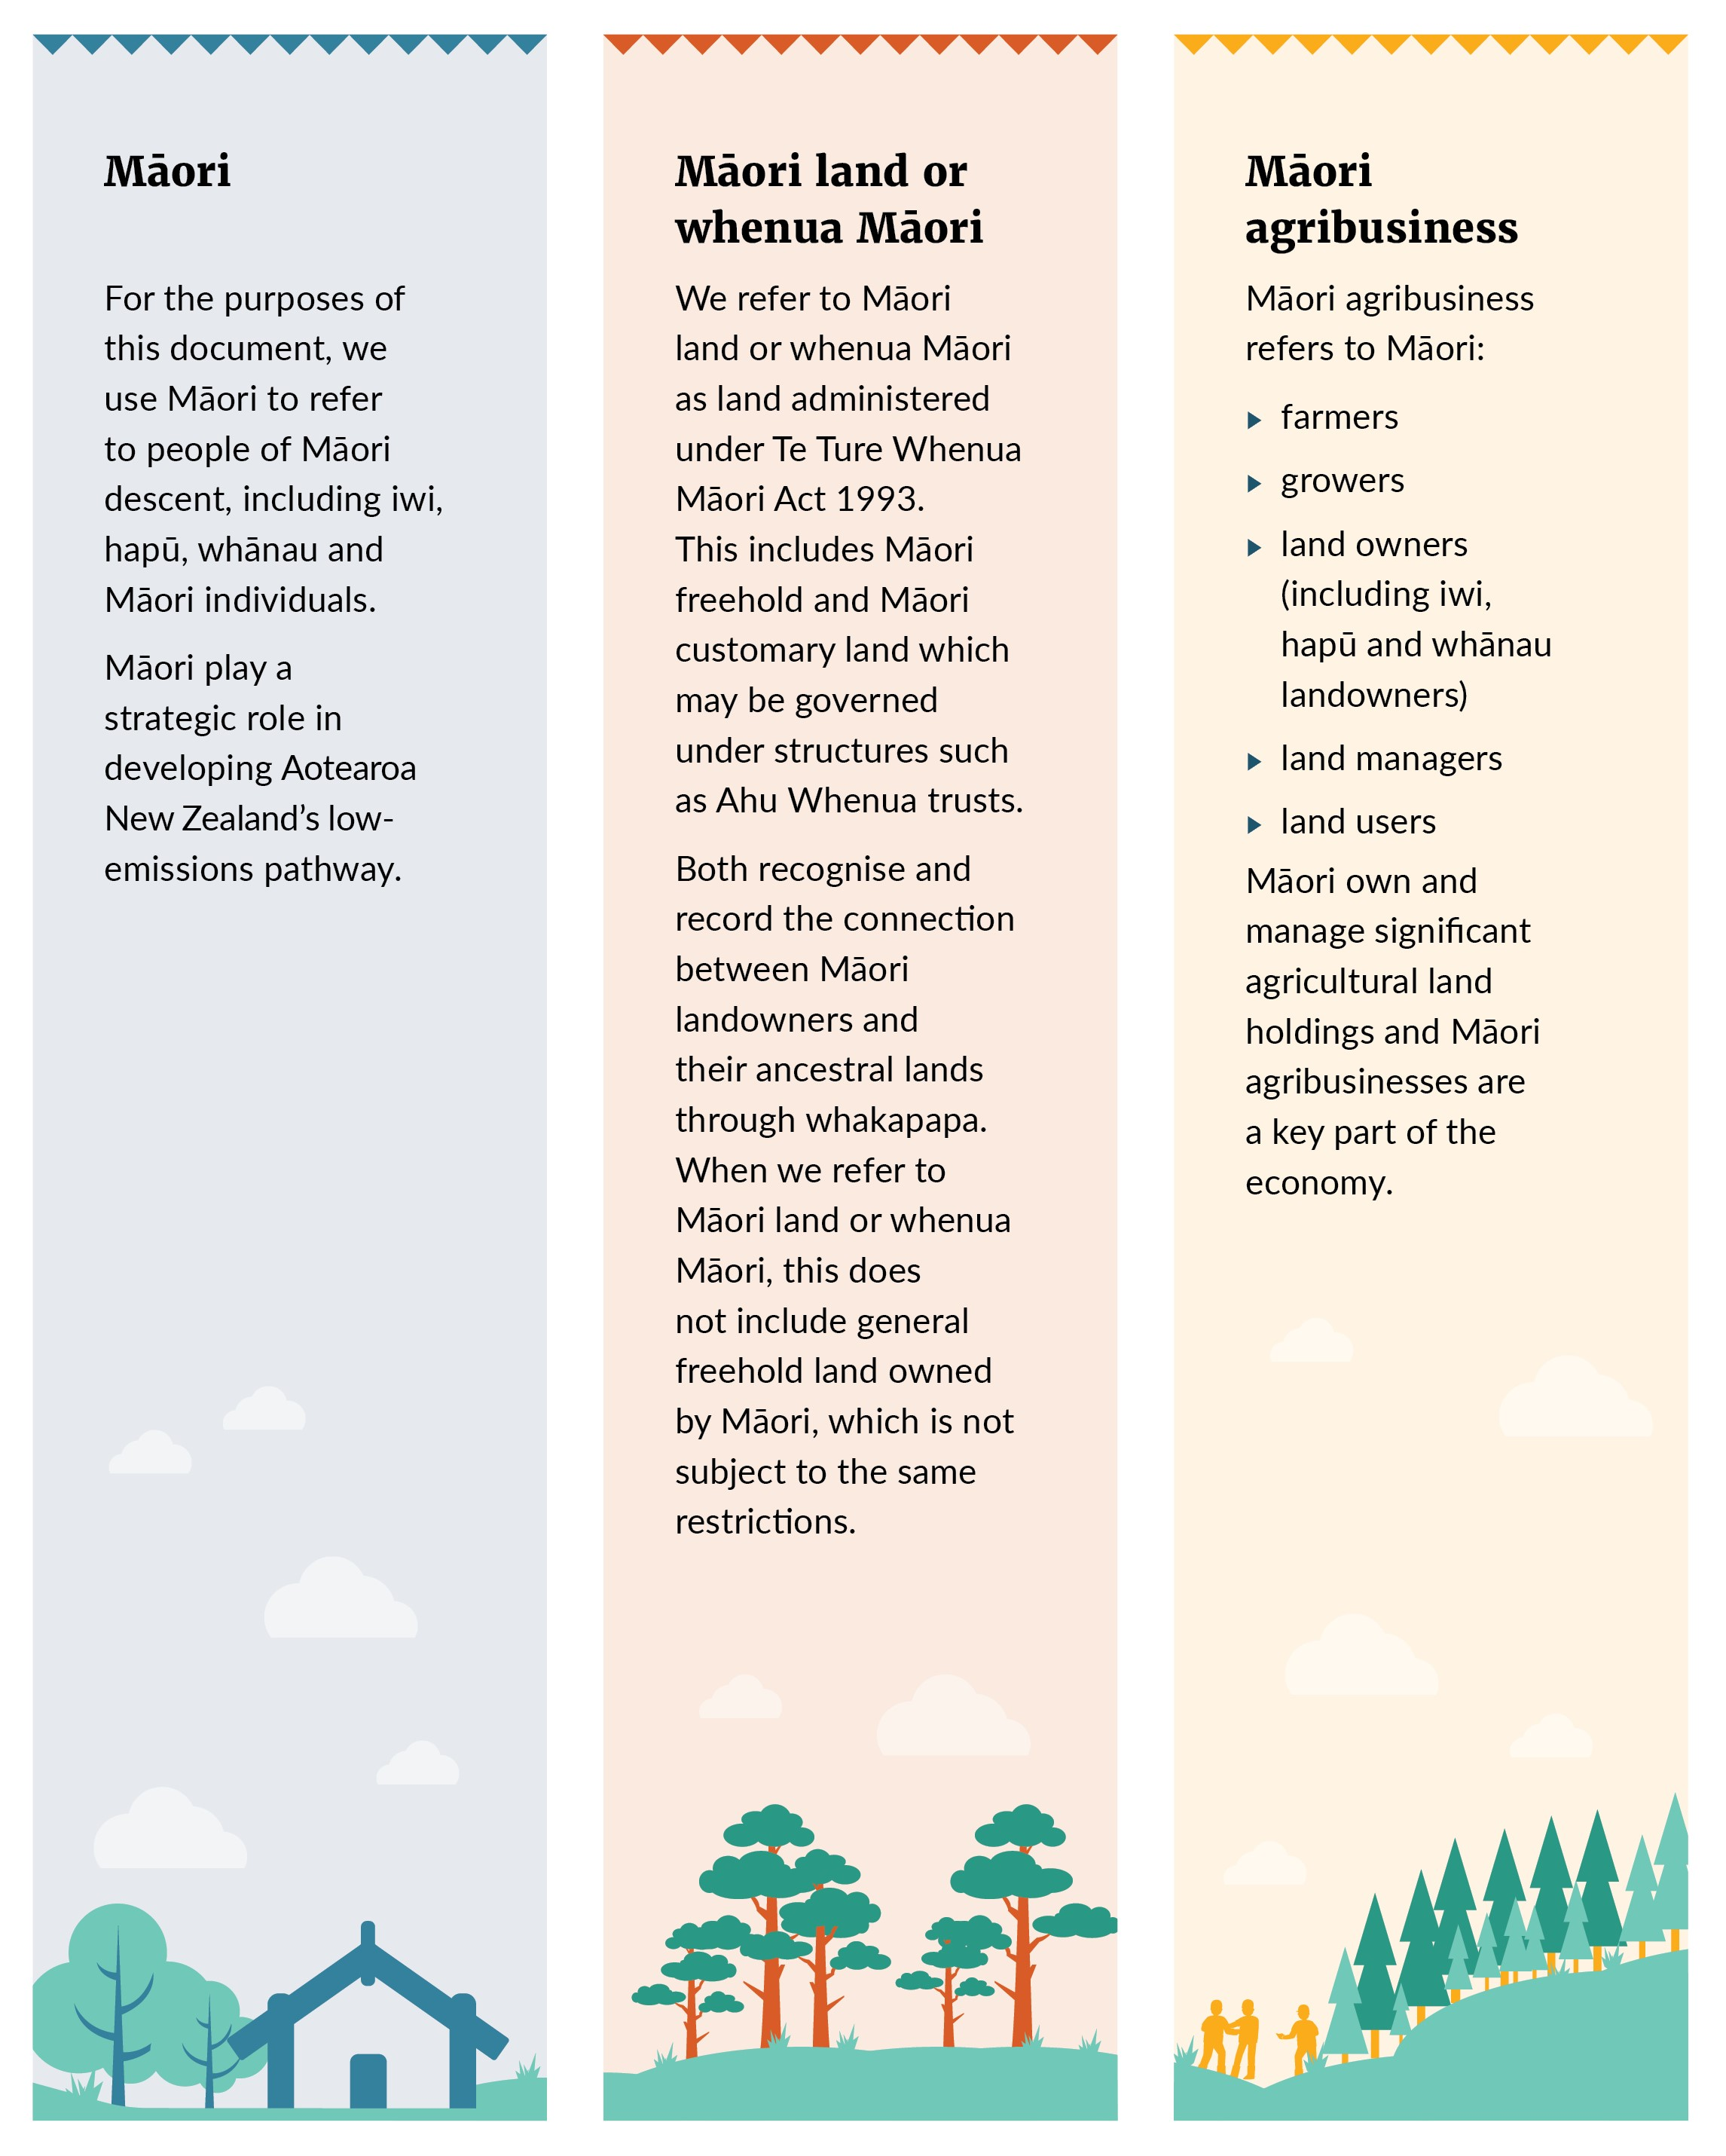 Māori
For the purposes of
this document, we
use Māori to refer
to people of Māori
descent, including iwi,
hapū, whānau and
Māori individuals.
Māori play a
strategic role in
developing Aotearoa
New Zealand’s low-
emissions pathway.
Māori land or
whenua Māori
We refer to Māori
land or whenua Māori
as land administered
under Te Ture Whenua
Māori Act 1993.
This includes Māori
freehold and Māori
customary land which
may be governed
under structures such
as Ahu Whenua trusts.
Both recognise and
record the connection
between Māori
landowners and
their ancestral lands
through whakapapa.
When we refer to
Māori land or whenua
Māori, this does
not include general
freehold land owned
by Māori, which is not
subject to the same
restrictions.
Māori
agribusiness
Māori agribusiness
refers to Māori:
farmers
growers
land owners
(including iwi,
hapū and whānau
landowners)
land managers
land users
Māori own and
manage significant
agricultural land
holdings and Māori
agribusinesses are
a key part of the
economy.